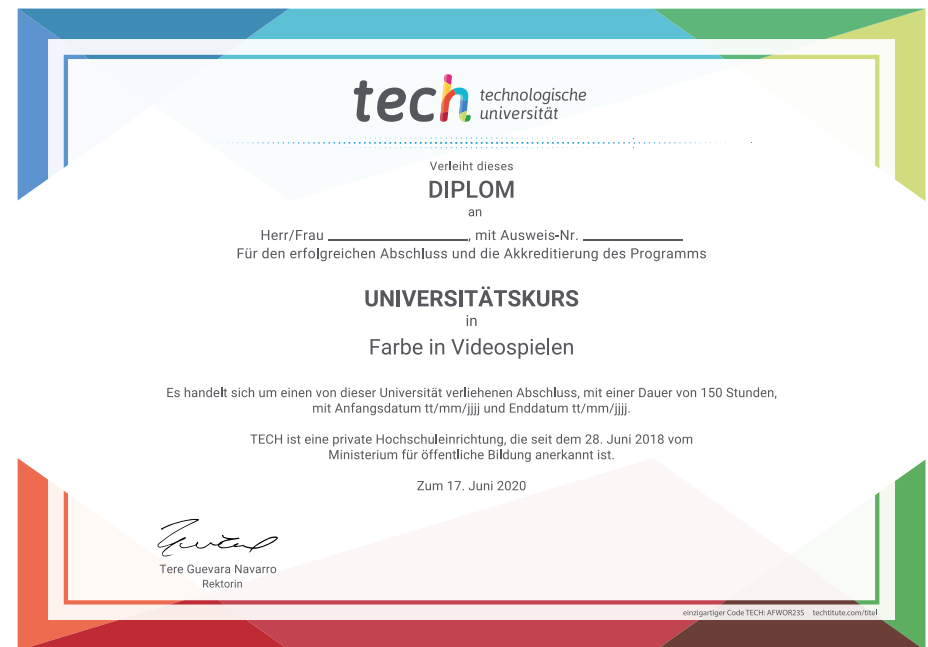 tech technologische
universität
Verleiht dieses
DIPLOM
an
Herr/Frau ____________, mit Ausweis-Nr. ____________
Für den erfolgreichen Abschluss und die Akkreditierung des Programms
UNIVERSITÄTSKURS
in
Farbe in Videospielen
Es handelt sich um einen von dieser Universität verliehenen Abschluss, mit einer Dauer von 150 Stunden,
mit Anfangsdatum tt/mm/jjjj und Enddatum tt/mm/jjjj.
TECH ist eine private Hochschuleinrichtung, die seit dem 28. Juni 2018 vom
Ministerium für öffentliche Bildung anerkannt ist.
Zum 17. Juni 2020
Tere Guevara Navarro
Rektorin
einzigartiger Code TECH: AFWOR23S techtitute.com/titel